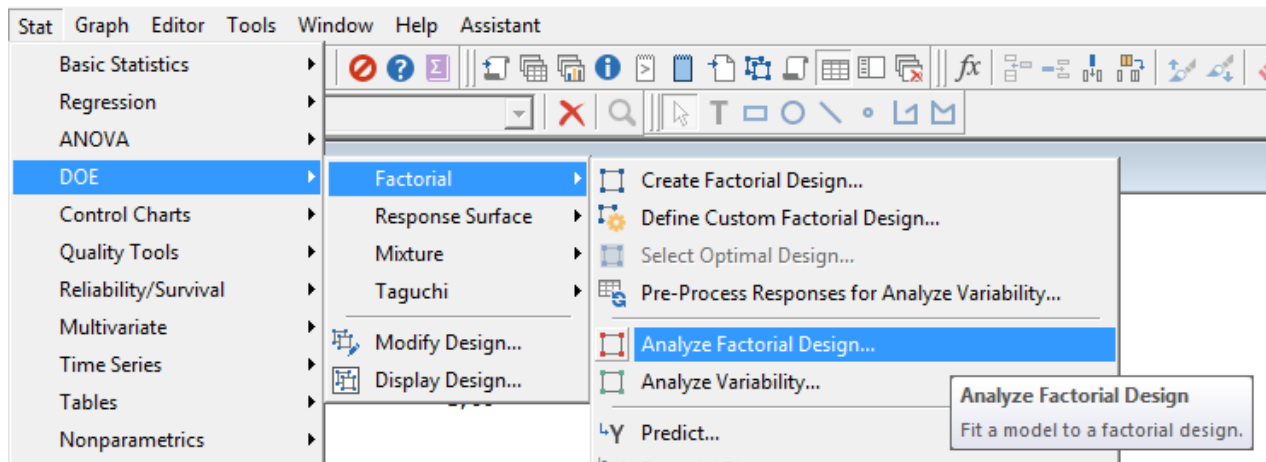 Stat Graph Editor Tools Window Help Assistant
Basic Statistics
Regression
ANOVA
DOE
Control Charts
Quality Tools
Reliability/Survival
Multivariate
Time Series
Tables
Nonparametrics
Factorial
Response Surface
Mixture
Taguchi
Modify Design...
Display Design...
Create Factorial Design...
Define Custom Factorial Design...
Select Optimal Design...
Pre-Process Responses for Analyze Variability...
Analyze Factorial Design...
Analyze Variability...
Predict...
Analyze Factorial Design
Fit a model to a factorial design.